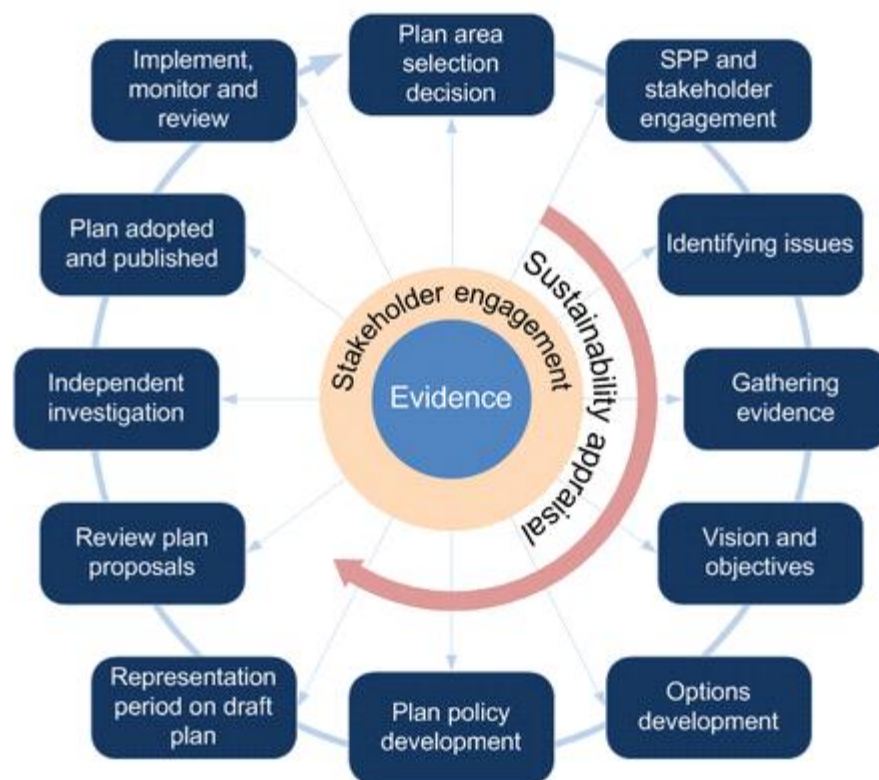 Plan area
selection
decision
SPP and
stakeholder
engagement
Identifying issues
Gathering
evidence
Vision and
objectives
Options
development
Plan policy
development
Representation
period on draft
plan
Review plan
proposals
Independent
investigation
Plan adopted
and published
Implement,
monitor and
review
Stakeholder engagement
Evidence
Sustainability appraisal